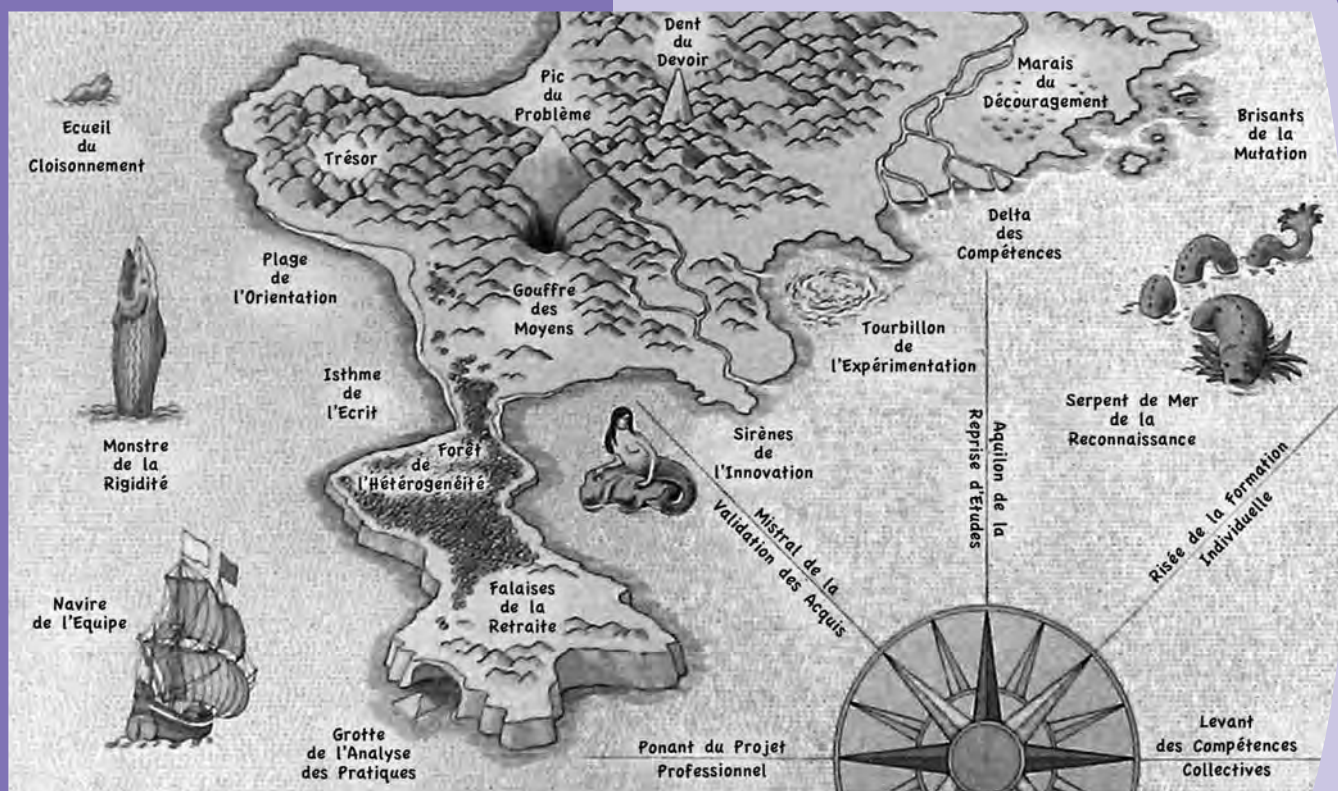 Dent
du
Devoir
Pic
du
Problème
Marais
du
Découragement
Ecueil
du
Cloisonnement
Trésor
Brisants
de la
Mutation
Delta
des
Compétences
Plage
de
l'Orientation
Gouffre
des
Moyens
Tourbillon
de
l'Expérimentation
Isthme
de
l'Ecrit
Serpent de Mer
de la
Reconnaissance
Monstre
de la
Rigidité
Forêt
de
l'Hétérogénéité
Sirènes
de
l'Innovation
Mistral de la
Validation des Acquis
Aquilon de la
Reprise d'Etudes
Risée de la Formation
Individuelle
Navire
de l'Equipe
Falaises
de la
Retraite
Grotte
de l'Analyse
des Pratiques
Ponant du Projet
Professionnel
Levant
des Compétences
Collectives